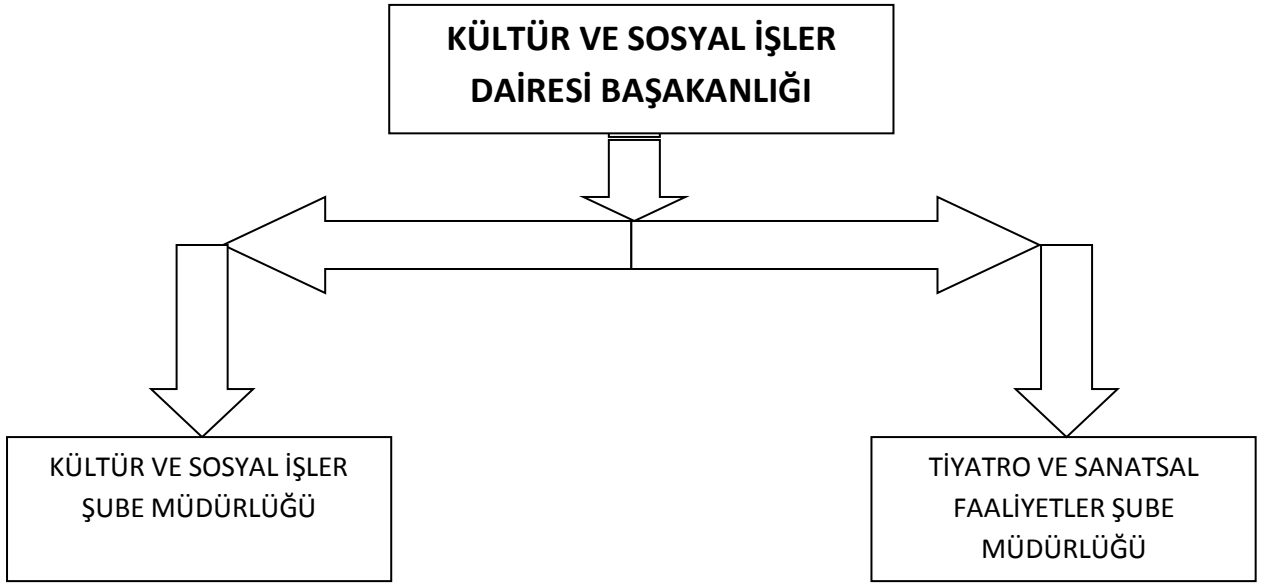 KÜLTÜR VE SOSYAL İŞLER
DAİRESİ BAŞAKANLIĞI
KÜLTÜR VE SOSYAL İŞLER
ŞUBE MÜDÜRLÜĞÜ
TİYATRO VE SANATSAL
FAALİYETLER ŞUBE
MÜDÜRLÜĞÜ